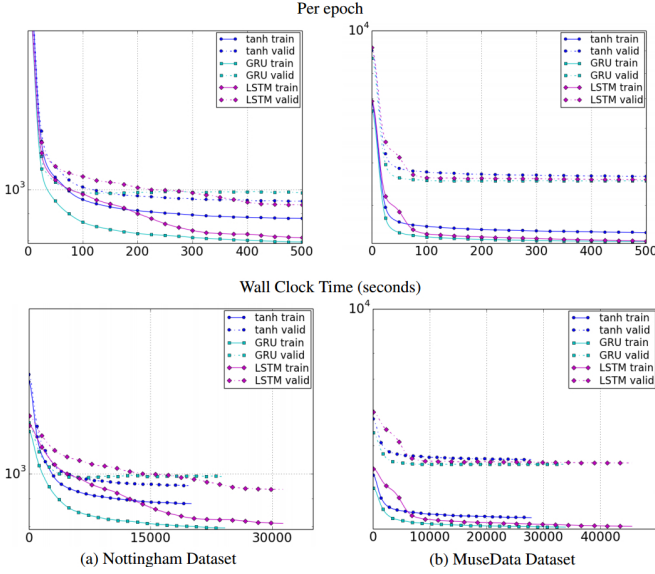 Per epoch
10^4
tanh train
tanh valid
GRU train
GRU valid
LSTM train
LSTM valid
10^3
0 100 200 300 400 500
tanh train
tanh valid
GRU train
GRU valid
LSTM train
LSTM valid
0 100 200 300 400 500
Wall Clock Time (seconds)
10^4
tanh train
tanh valid
GRU train
GRU valid
LSTM train
LSTM valid
10^3
0 15000 30000
tanh train
tanh valid
GRU train
GRU valid
LSTM train
LSTM valid
0 10000 20000 30000 40000
(a) Nottingham Dataset (b) MuseData Dataset